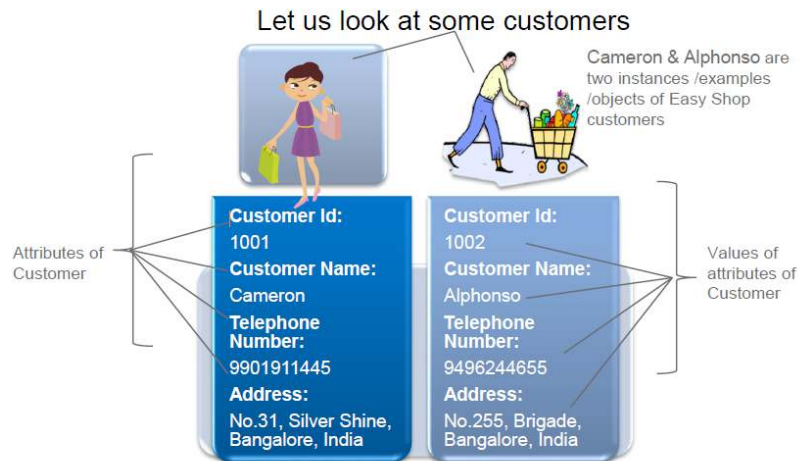 Let us look at some customers
Cameron & Alphonso are
two instances /examples
/objects of Easy Shop
customers
Attributes of
Customer
Customer Id:
1001
Customer Name:
Cameron
Telephone
Number:
9901911445
Address:
No.31, Silver Shine,
Bangalore, India
Customer Id:
1002
Customer Name:
Alphonso
Telephone
Number:
9496244655
Address:
No.255, Brigade,
Bangalore, India
Values of
attributes of
Customer